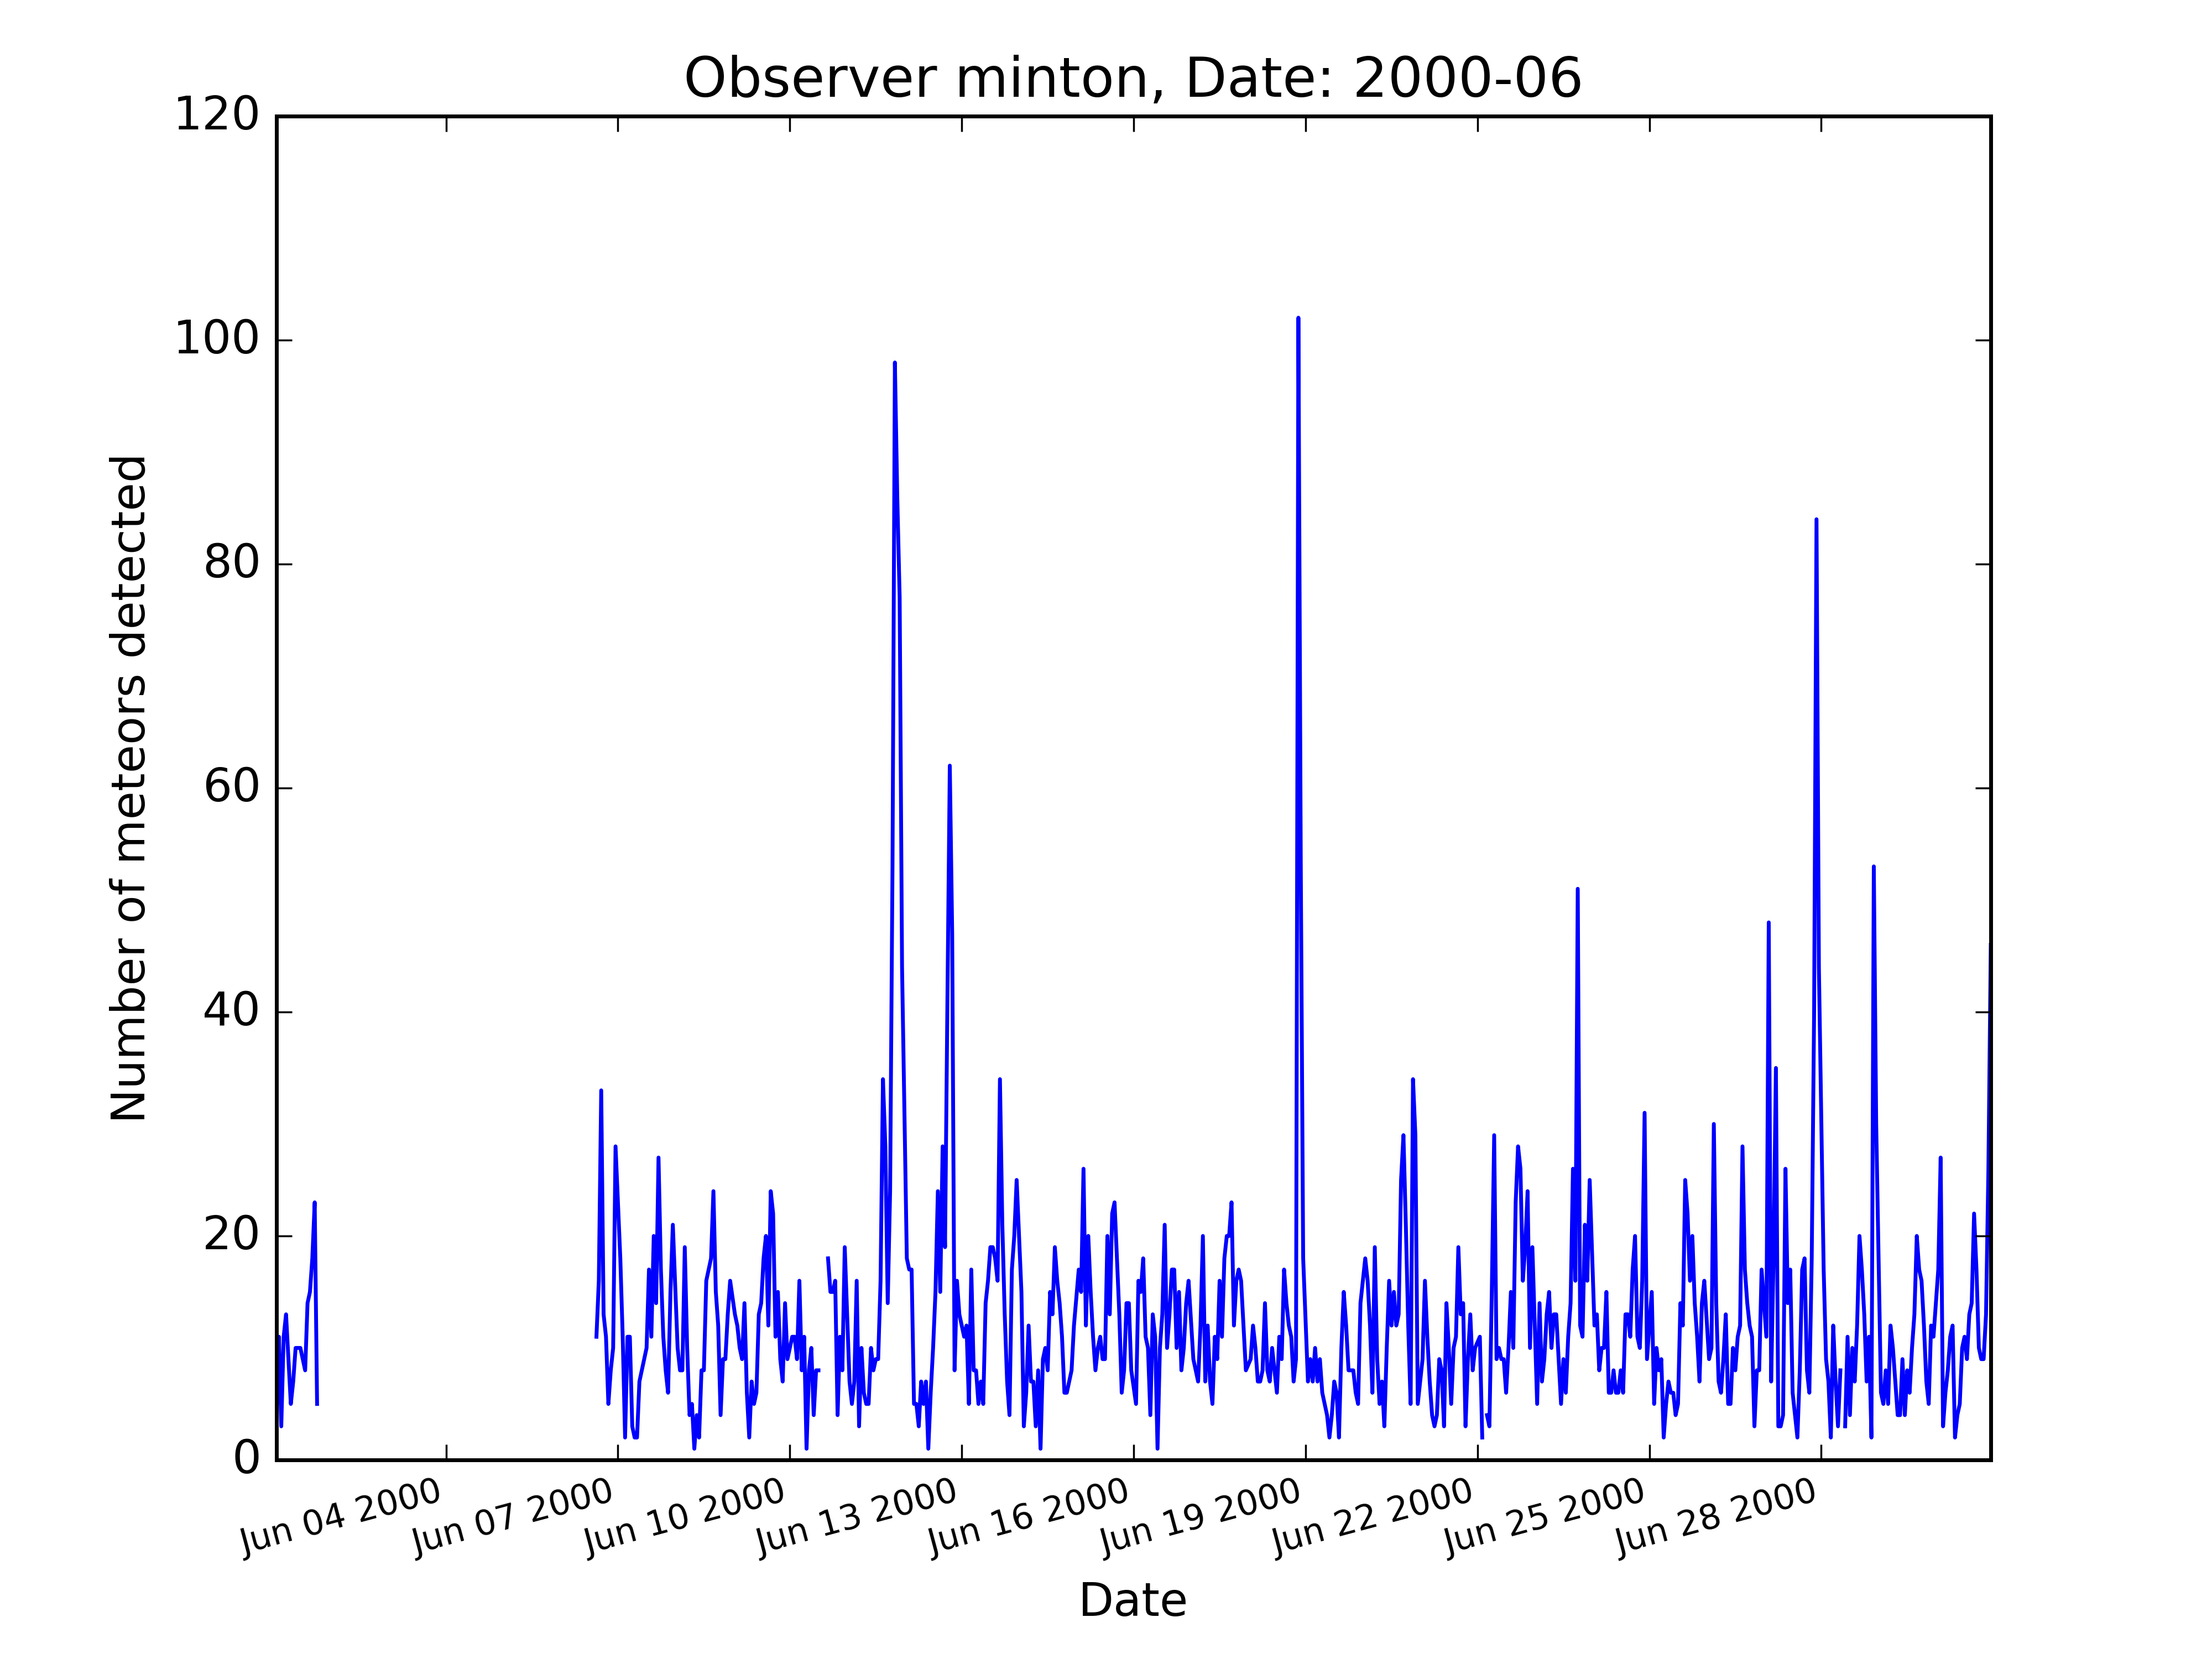 Observer minton, Date: 2000-06
120
100
80
60
40
20
0
Number of meteors detected
Jun 04 2000
Jun 07 2000
Jun 10 2000
Jun 13 2000
Jun 16 2000
Jun 19 2000
Jun 22 2000
Jun 25 2000
Jun 28 2000
Date